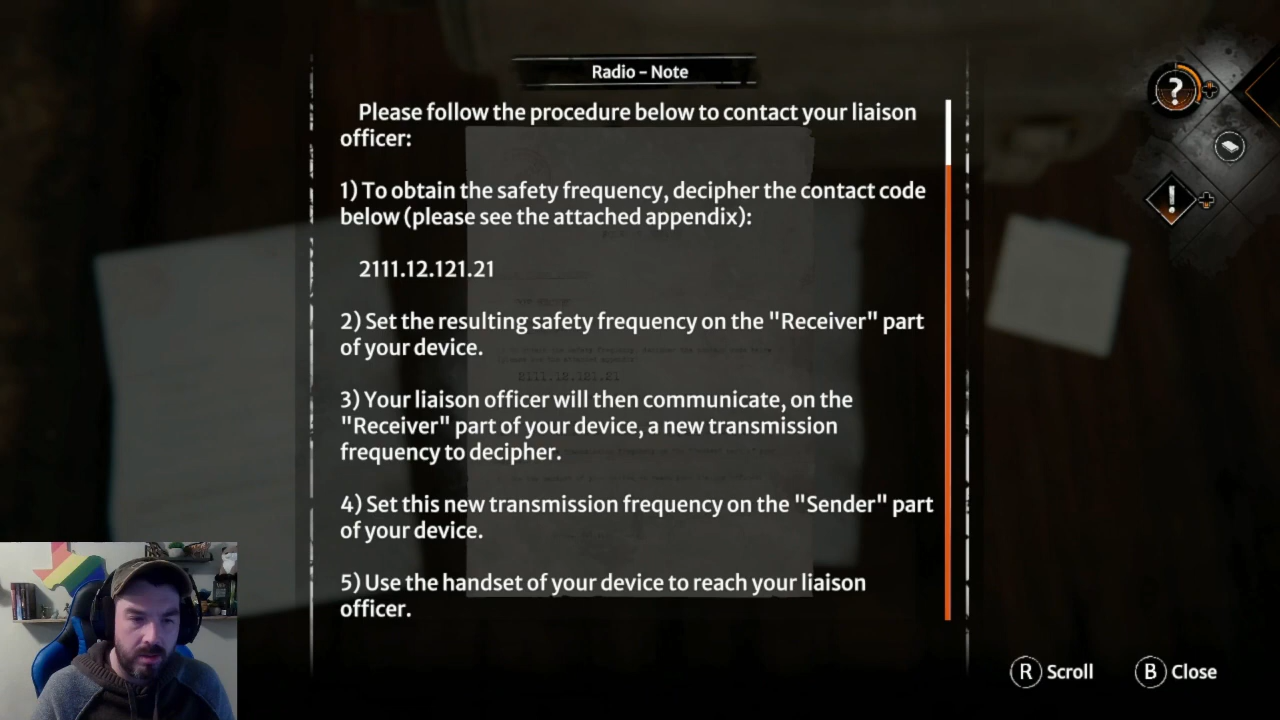 Radio – Note
Please follow the procedure below to contact your liaison
officer:
1) To obtain the safety frequency, decipher the contact code
below (please see the attached appendix):
2111.12.121.21
2) Set the resulting safety frequency on the "Receiver" part
of your device.
3) Your liaison officer will then communicate, on the
"Receiver" part of your device, a new transmission
frequency to decipher.
4) Set this new transmission frequency on the "Sender" part
of your device.
5) Use the handset of your device to reach your liaison
officer.
?
!
R Scroll
B Close